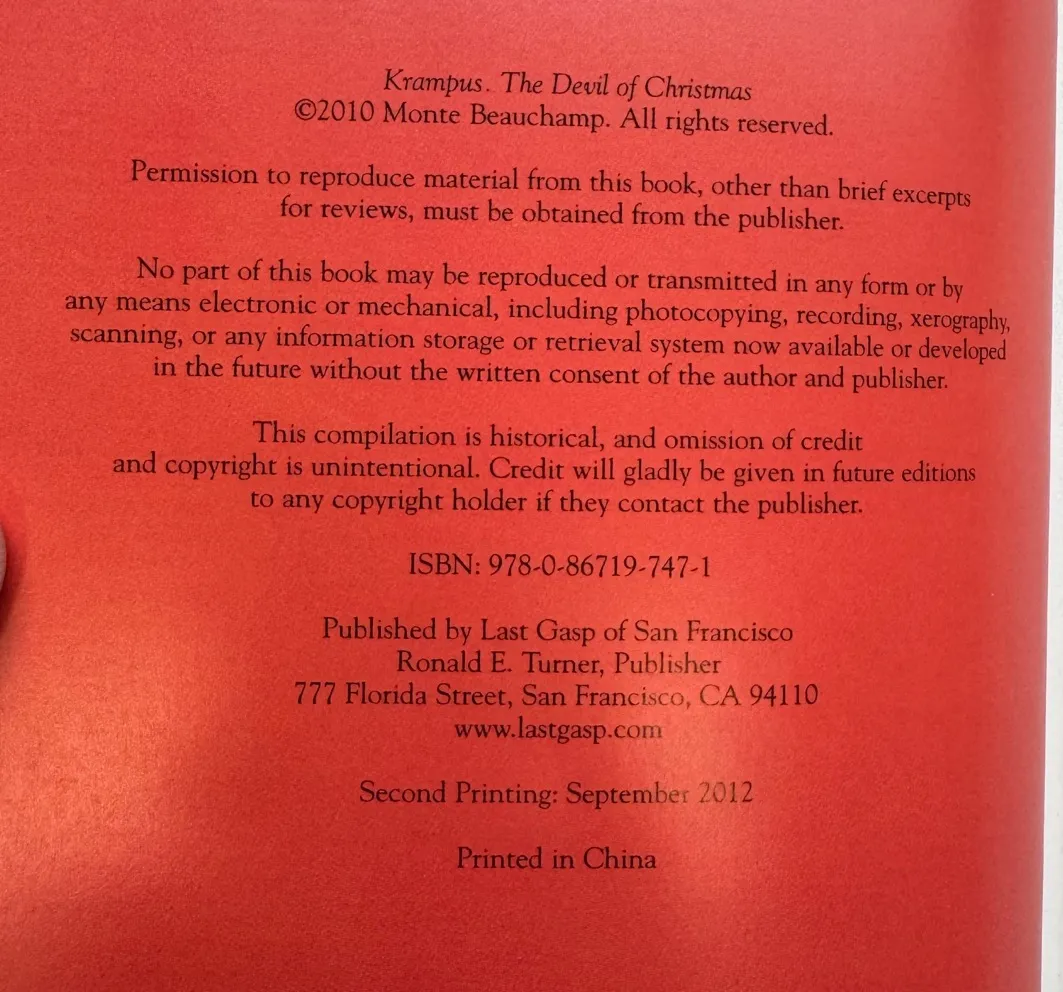 Krampus. The Devil of Christmas
©2010 Monte Beauchamp. All rights reserved.
Permission to reproduce material from this book, other than brief excerpts
for reviews, must be obtained from the publisher.
No part of this book may be reproduced or transmitted in any form or by
any means electronic or mechanical, including photocopying, recording, xerography,
scanning, or any information storage or retrieval system now available or developed
in the future without the written consent of the author and publisher.
This compilation is historical, and omission of credit
and copyright is unintentional. Credit will gladly be given in future editions
to any copyright holder if they contact the publisher.
ISBN: 978-0-86719-747-1
Published by Last Gasp of San Francisco
Ronald E. Turner, Publisher
777 Florida Street, San Francisco, CA 94110
www.lastgasp.com
Second Printing: September 2012
Printed in China